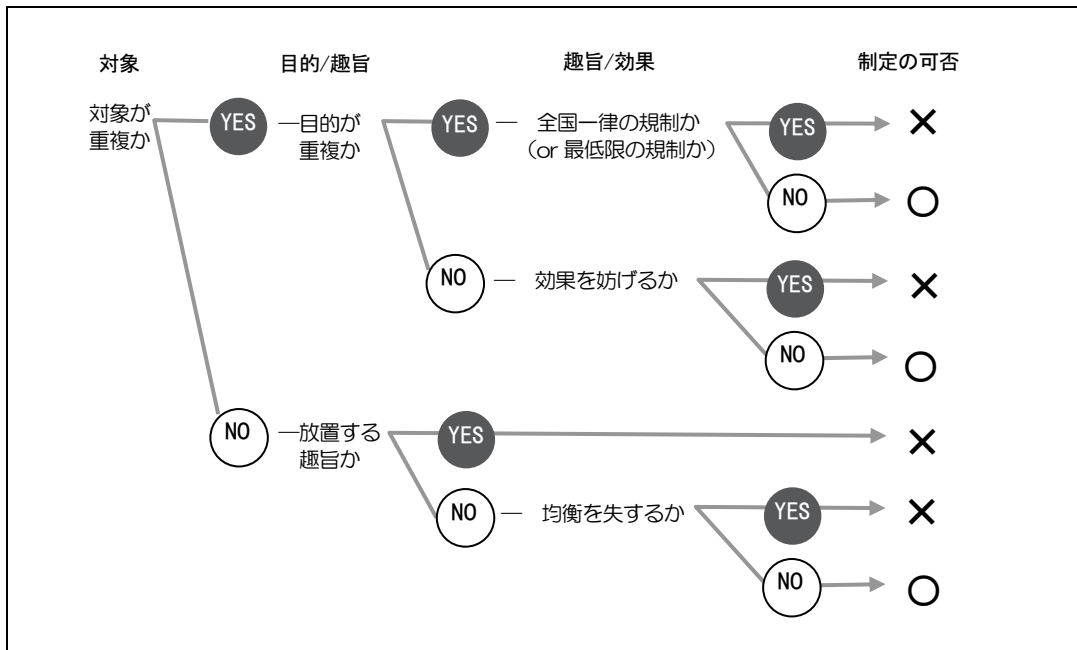 対象 目的/趣旨 趣旨/効果 制定の可否
対象が
重複か
YES
―目的が
重複か
YES
― 全国一律の規制か
(or 最低限の規制か)
YES ×
NO ○
NO ― 効果を妨げるか
YES ×
NO ○
NO
―放置する
趣旨か
YES ×
NO ― 均衡を失するか
YES ×
NO ○